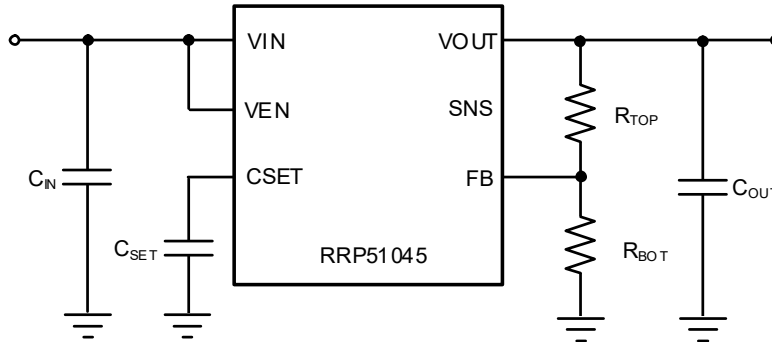 VIN
VOUT
VEN
SNS
RTOP
CIN
CSET
FB
COUT
CSET
RRP51045
RBOT